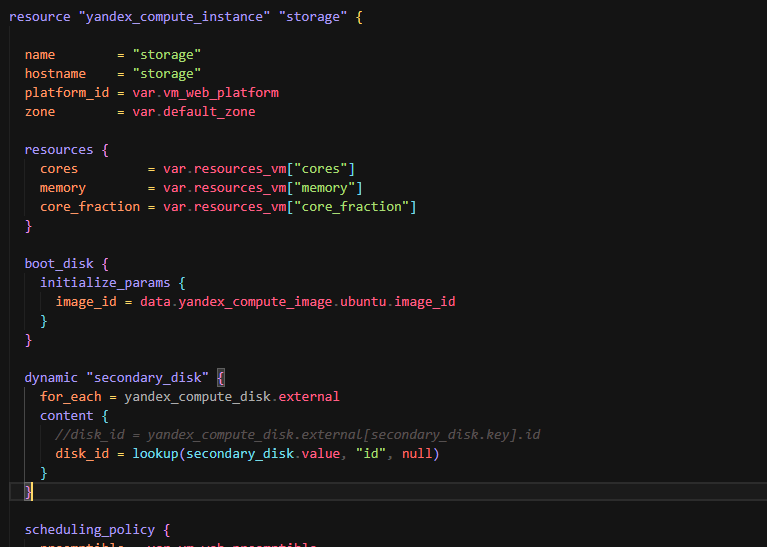 resource "yandex_compute_instance" "storage" {
name = "storage"
hostname = "storage"
platform_id = var.vm_web_platform
zone = var.default_zone
resources {
cores = var.resources_vm["cores"]
memory = var.resources_vm["memory"]
core_fraction = var.resources_vm["core_fraction"]
}
boot_disk {
initialize_params {
image_id = data.yandex_compute_image.ubuntu.image_id
}
}
dynamic "secondary_disk" {
for_each = yandex_compute_disk.external
content {
//disk_id = yandex_compute_disk.external[secondary_disk.key].id
disk_id = lookup(secondary_disk.value, "id", null)
}
}
scheduling_policy {